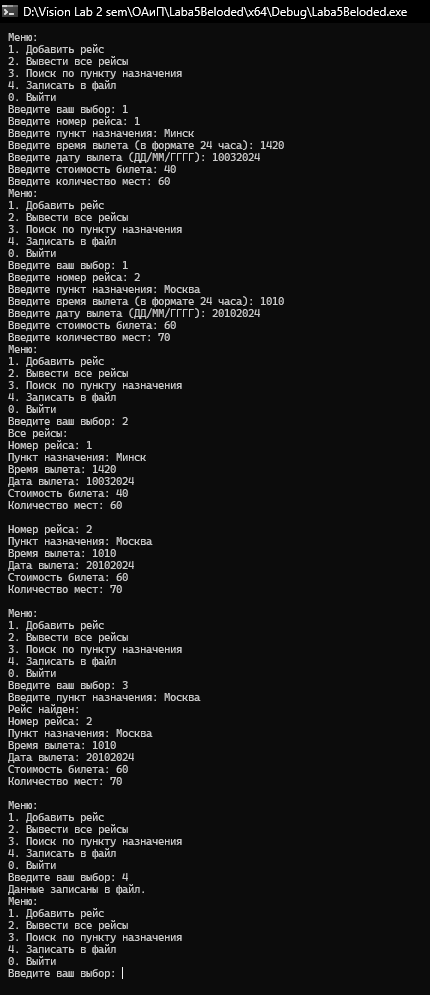 D:\Vision Lab 2 sem\ОАиП\Laba5Beloded\x64\Debug\Laba5Beloded.exe
Меню:
1. Добавить рейс
2. Вывести все рейсы
3. Поиск по пункту назначения
4. Записать в файл
0. Выйти
Введите ваш выбор: 1
Введите номер рейса: 1
Введите пункт назначения: Минск
Введите время вылета (в формате 24 часа): 1420
Введите дату вылета (ДД/ММ/ГГГГ): 10032024
Введите стоимость билета: 40
Введите количество мест: 60
Меню:
1. Добавить рейс
2. Вывести все рейсы
3. Поиск по пункту назначения
4. Записать в файл
0. Выйти
Введите ваш выбор: 1
Введите номер рейса: 2
Введите пункт назначения: Москва
Введите время вылета (в формате 24 часа): 1010
Введите дату вылета (ДД/ММ/ГГГГ): 20102024
Введите стоимость билета: 60
Введите количество мест: 70
Меню:
1. Добавить рейс
2. Вывести все рейсы
3. Поиск по пункту назначения
4. Записать в файл
0. Выйти
Введите ваш выбор: 2
Все рейсы:
Номер рейса: 1
Пункт назначения: Минск
Время вылета: 1420
Дата вылета: 10032024
Стоимость билета: 40
Количество мест: 60
Номер рейса: 2
Пункт назначения: Москва
Время вылета: 1010
Дата вылета: 20102024
Стоимость билета: 60
Количество мест: 70
Меню:
1. Добавить рейс
2. Вывести все рейсы
3. Поиск по пункту назначения
4. Записать в файл
0. Выйти
Введите ваш выбор: 3
Введите пункт назначения: Москва
Рейс найден:
Номер рейса: 2
Пункт назначения: Москва
Время вылета: 1010
Дата вылета: 20102024
Стоимость билета: 60
Количество мест: 70
Меню:
1. Добавить рейс
2. Вывести все рейсы
3. Поиск по пункту назначения
4. Записать в файл
0. Выйти
Введите ваш выбор: 4
Данные записаны в файл.
Меню:
1. Добавить рейс
2. Вывести все рейсы
3. Поиск по пункту назначения
4. Записать в файл
0. Выйти
Введите ваш выбор: